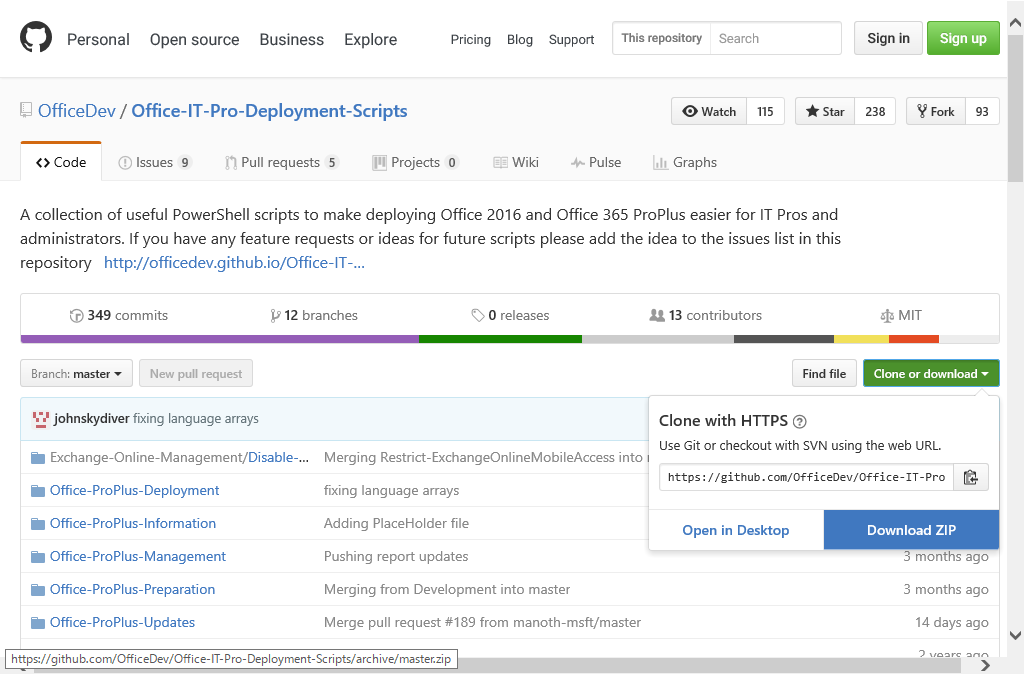 Personal Open source Business Explore Pricing Blog Support This repository Search Sign in Sign up
OfficeDev / Office-IT-Pro-Deployment-Scripts Watch 115 Star 238 Fork 93
Code Issues 9 Pull requests 5 Projects 0 Wiki Pulse Graphs
A collection of useful PowerShell scripts to make deploying Office 2016 and Office 365 ProPlus easier for IT Pros and
administrators. If you have any feature requests or ideas for future scripts please add the idea to the issues list in this
repository http://officedev.github.io/Office-IT-...
349 commits 12 branches 0 releases 13 contributors MIT
Branch: master New pull request Find file Clone or download
johnskydiver fixing language arrays
Clone with HTTPS
Use Git or checkout with SVN using the web URL.
https://github.com/OfficeDev/Office-IT-Pro
Open in Desktop Download ZIP
Exchange-Online-Management/Disable-... Merging Restrict-ExchangeOnlineMobileAccess into
Office-ProPlus-Deployment fixing language arrays
Office-ProPlus-Information Adding PlaceHolder file
Office-ProPlus-Management Pushing report updates 3 months ago
Office-ProPlus-Preparation Merging from Development into master 3 months ago
Office-ProPlus-Updates Merge pull request #189 from manoth-msft/master 14 days ago
2 years ago
https://github.com/OfficeDev/Office-IT-Pro-Deployment-Scripts/archive/master.zip